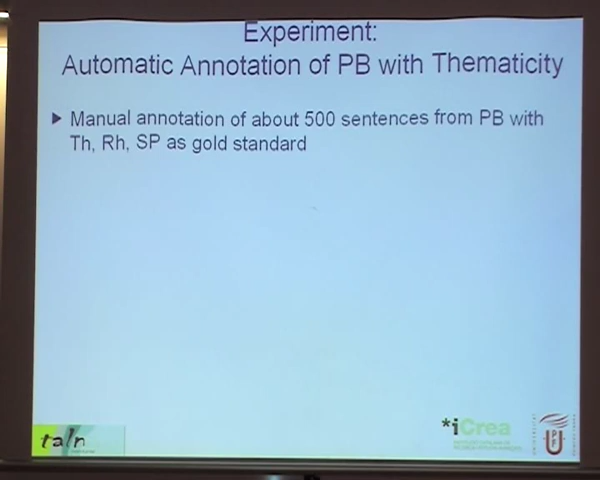 Experiment:
Automatic Annotation of PB with Thematicity
Manual annotation of about 500 sentences from PB with
Th, Rh, SP as gold standard
taln
*iCrea
UPF